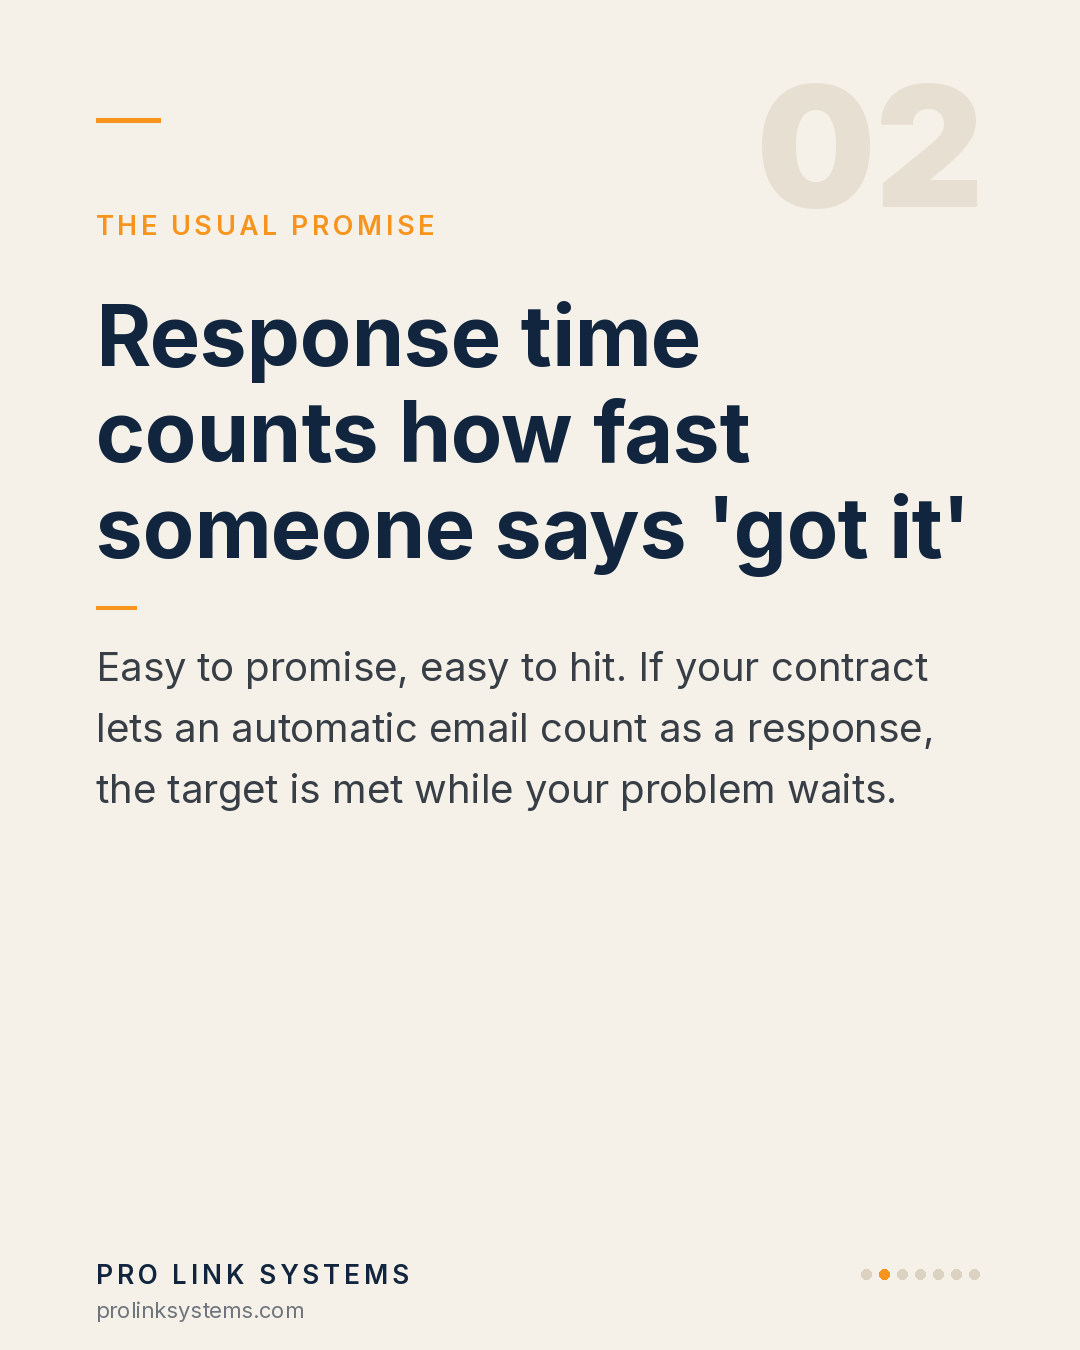 02
THE USUAL PROMISE
Response time
counts how fast
someone says 'got it'
Easy to promise, easy to hit. If your contract
lets an automatic email count as a response,
the target is met while your problem waits.
PRO LINK SYSTEMS
prolinksystems.com